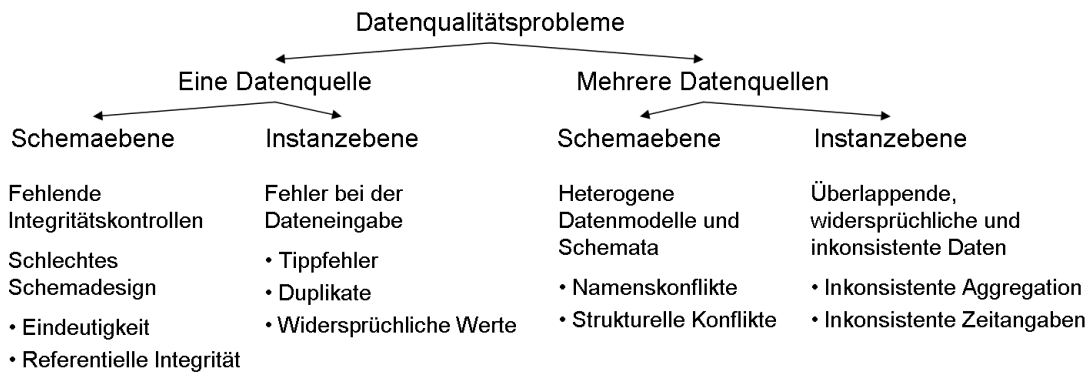 Datenqualitätsprobleme
Eine Datenquelle
Mehrere Datenquellen
Schemaebene
Instanzebene
Schemaebene
Instanzebene
Fehlende
Integritätskontrollen
Schlechtes
Schemadesign
• Eindeutigkeit
• Referentielle Integrität
Fehler bei der
Dateneingabe
• Tippfehler
• Duplikate
• Widersprüchliche Werte
Heterogene
Datenmodelle und
Schemata
• Namenskonflikte
• Strukturelle Konflikte
Überlappende,
widersprüchliche und
inkonsistente Daten
• Inkonsistente Aggregation
• Inkonsistente Zeitangaben